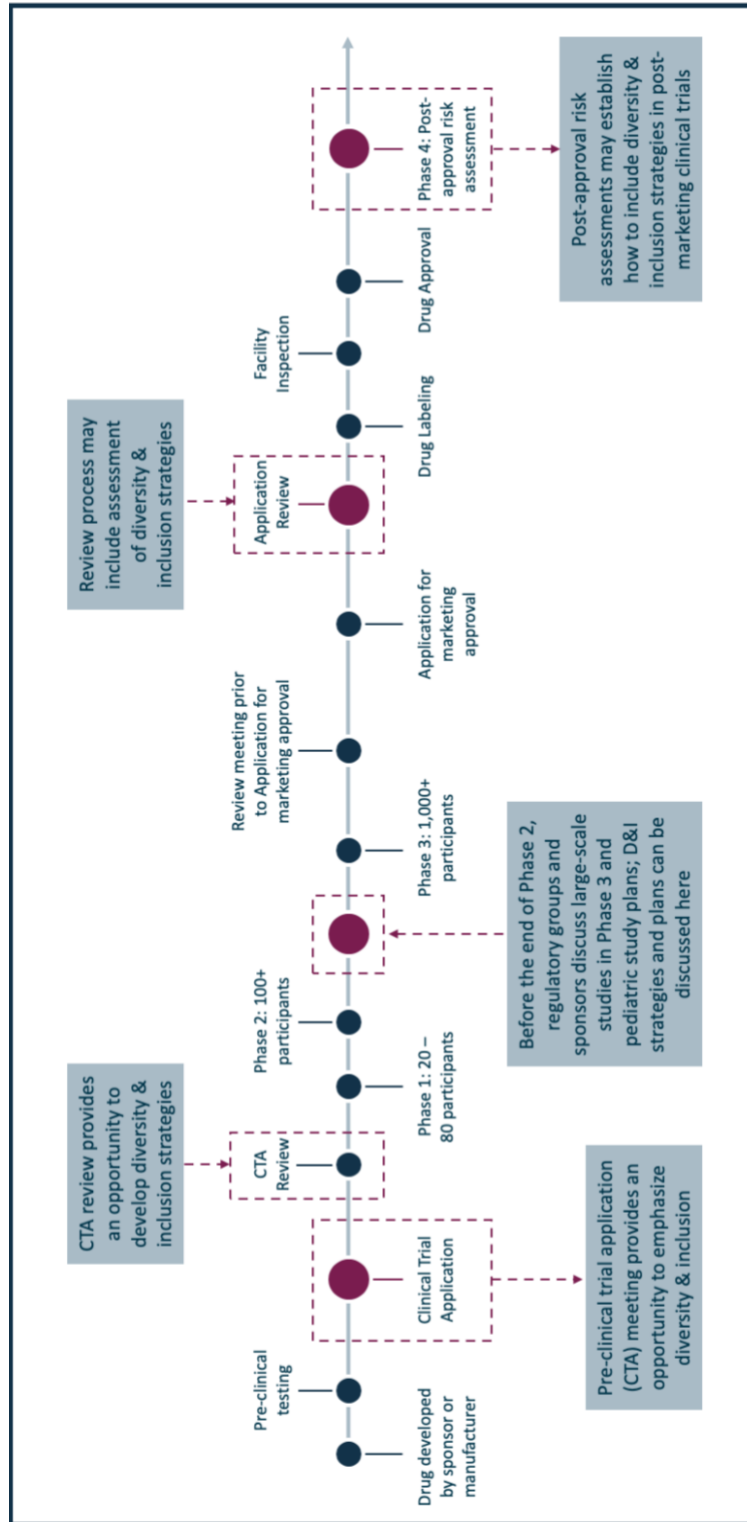 CTA review provides
an opportunity to
develop diversity &
inclusion strategies
Review process may
include assessment
of diversity &
inclusion strategies
Drug developed
by sponsor or
manufacturer
Pre-clinical
testing
Clinical Trial
Application
CTA
Review
Phase 1: 20 –
80 participants
Phase 2: 100+
participants
Phase 3: 1,000+
participants
Review meeting prior
to Application for
marketing approval
Application for
marketing
approval
Application
Review
Drug Labeling
Facility
Inspection
Drug Approval
Phase 4: Post-
approval risk
assessment
Pre-clinical trial application
(CTA) meeting provides an
opportunity to emphasize
diversity & inclusion
Before the end of Phase 2,
regulatory groups and
sponsors discuss large-scale
studies in Phase 3 and
pediatric study plans; D&I
strategies and plans can be
discussed here
Post-approval risk
assessments may establish
how to include diversity &
inclusion strategies in post-
marketing clinical trials